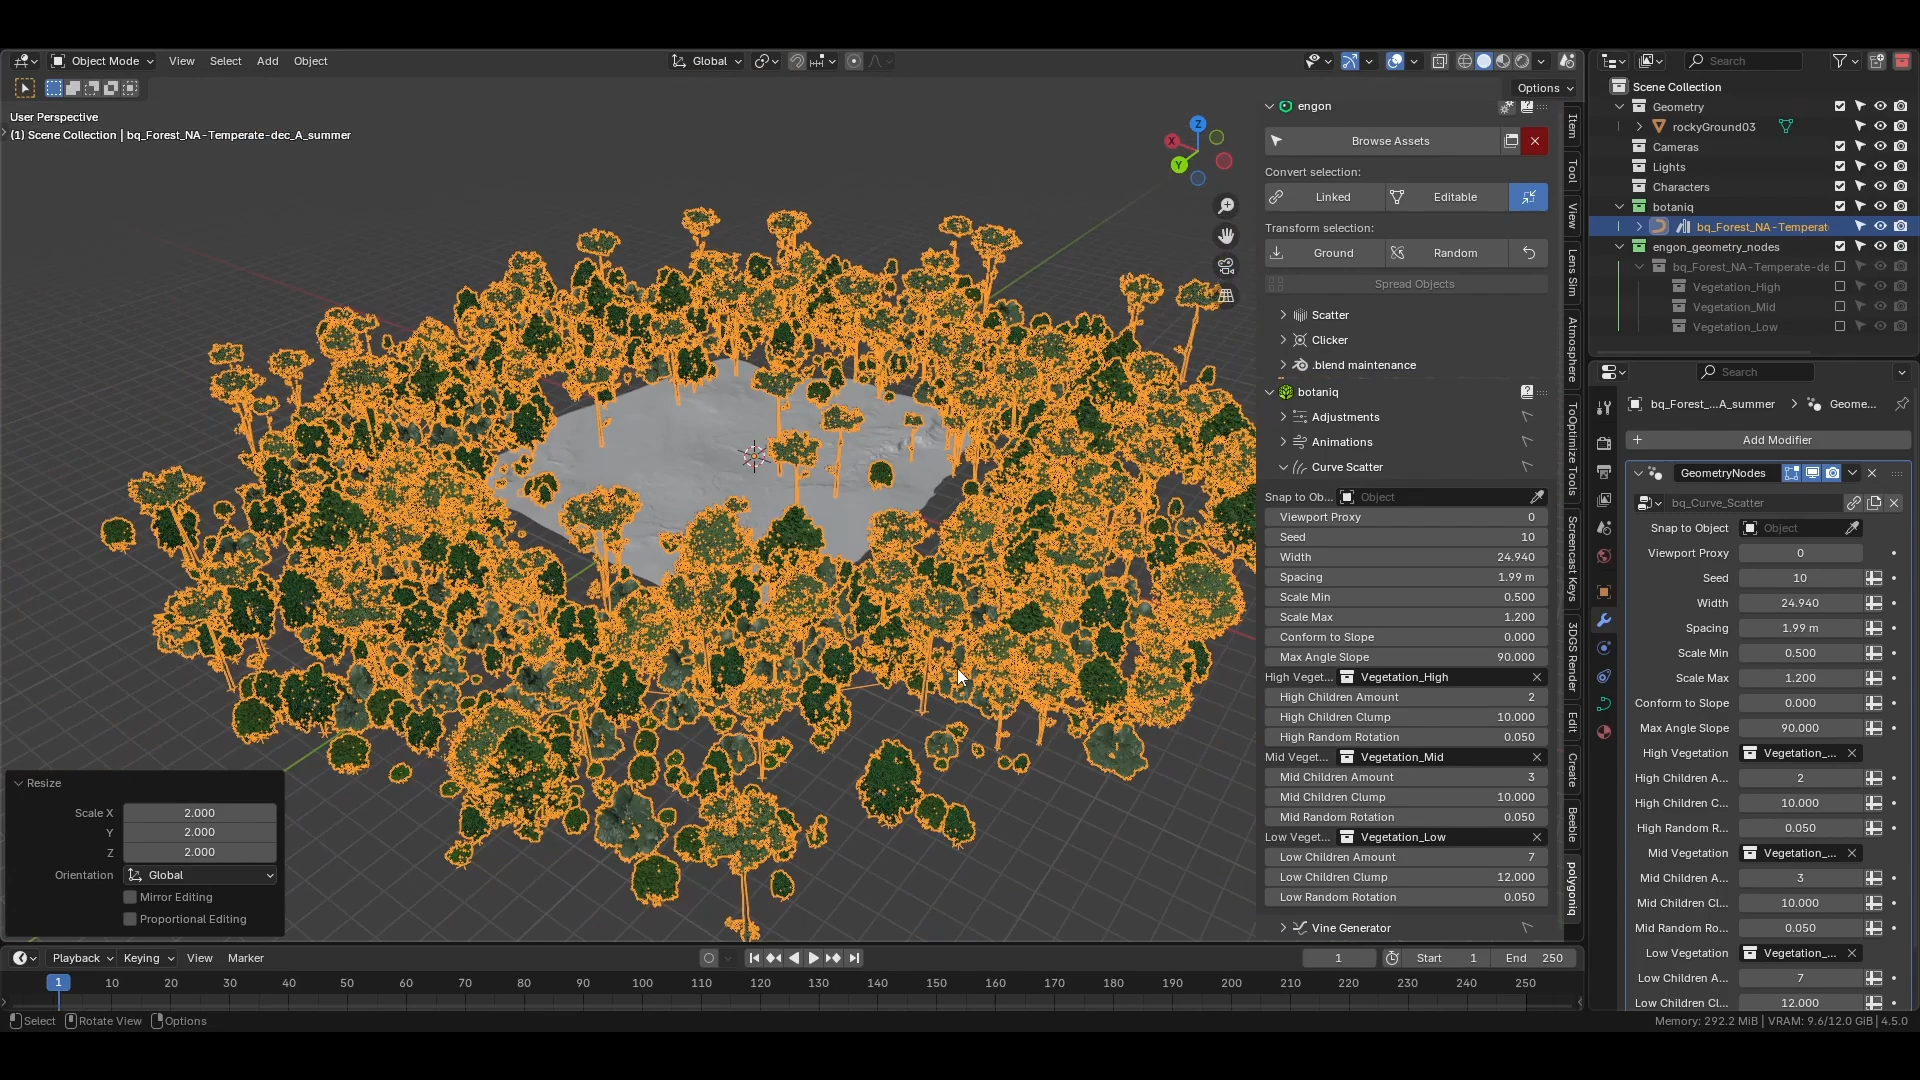 Object Mode View Select Add Object Global
Options
User Perspective
(1) Scene Collection | bq_Forest_NA-Temperate-dec_A_summer
Z
X
Y
Resize
Scale X 2.000
Y 2.000
Z 2.000
Orientation Global
Mirror Editing
Proportional Editing
engon
Browse Assets
Convert selection:
Linked Editable
Transform selection:
Ground Random
Spread Objects
Scatter
Clicker
.blend maintenance
botaniq
Adjustments
Animations
Curve Scatter
Snap to Ob... Object
Viewport Proxy 0
Seed 10
Width 24.940
Spacing 1.99 m
Scale Min 0.500
Scale Max 1.200
Conform to Slope 0.000
Max Angle Slope 90.000
High Veget... Vegetation_High
High Children Amount 2
High Children Clump 10.000
High Random Rotation 0.050
Mid Veget... Vegetation_Mid
Mid Children Amount 3
Mid Children Clump 10.000
Mid Random Rotation 0.050
Low Veget... Vegetation_Low
Low Children Amount 7
Low Children Clump 12.000
Low Random Rotation 0.050
Vine Generator
Item
Tool
View
Lens Sim
Atmosphere
ToOptimize Tools
Screencast Keys
3DGS Render
Edit
Create
Beeble
polygoniq
Search
Scene Collection
Geometry
rockyGround03
Cameras
Lights
Characters
botaniq
bq_Forest_NA-Temperat
engon_geometry_nodes
bq_Forest_NA-Temperate-de
Vegetation_High
Vegetation_Mid
Vegetation_Low
Search
bq_Forest_...A_summer Geome...
Add Modifier
GeometryNodes
bq_Curve_Scatter
Snap to Object Object
Viewport Proxy 0
Seed 10
Width 24.940
Spacing 1.99 m
Scale Min 0.500
Scale Max 1.200
Conform to Slope 0.000
Max Angle Slope 90.000
High Vegetation Vegetation_...
High Children A... 2
High Children C... 10.000
High Random R... 0.050
Mid Vegetation Vegetation_...
Mid Children A... 3
Mid Children Cl... 10.000
Mid Random Ro... 0.050
Low Vegetation Vegetation_...
Low Children A... 7
Low Children Cl... 12.000
Playback Keying View Marker 1 Start 1 End 250
1 10 20 30 40 50 60 70 80 90 100 110 120 130 140 150 160 170 180 190 200 210 220 230 240 250
Select Rotate View Options Memory: 292.2 MiB | VRAM: 9.6/12.0 GiB | 4.5.0